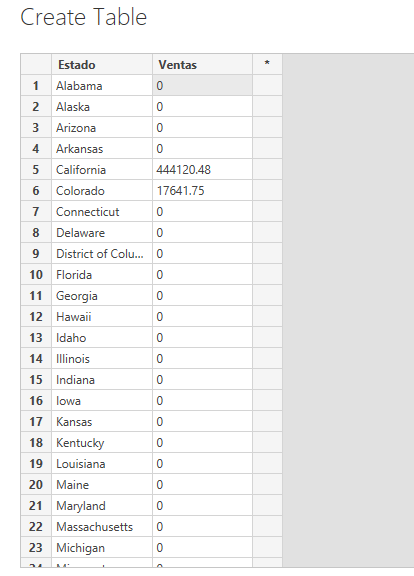 Create Table
Estado Ventas *
1 Alabama 0
2 Alaska 0
3 Arizona 0
4 Arkansas 0
5 California 444120.48
6 Colorado 17641.75
7 Connecticut 0
8 Delaware 0
9 District of Colu... 0
10 Florida 0
11 Georgia 0
12 Hawaii 0
13 Idaho 0
14 Illinois 0
15 Indiana 0
16 Iowa 0
17 Kansas 0
18 Kentucky 0
19 Louisiana 0
20 Maine 0
21 Maryland 0
22 Massachusetts 0
23 Michigan 0